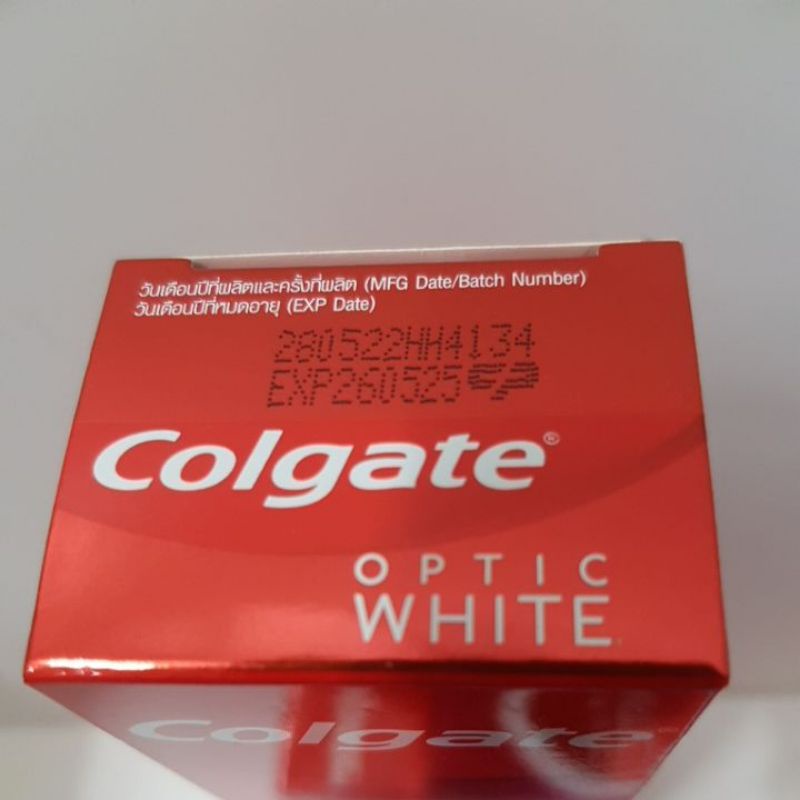 วันเดือนปีที่ผลิตและครั้งที่ผลิต (MFG Date/Batch Number)
วันเดือนปีที่หมดอายุ (EXP Date)
280522HH4134
EXP260525
Colgate®
OPTIC
WHITE
Colgate